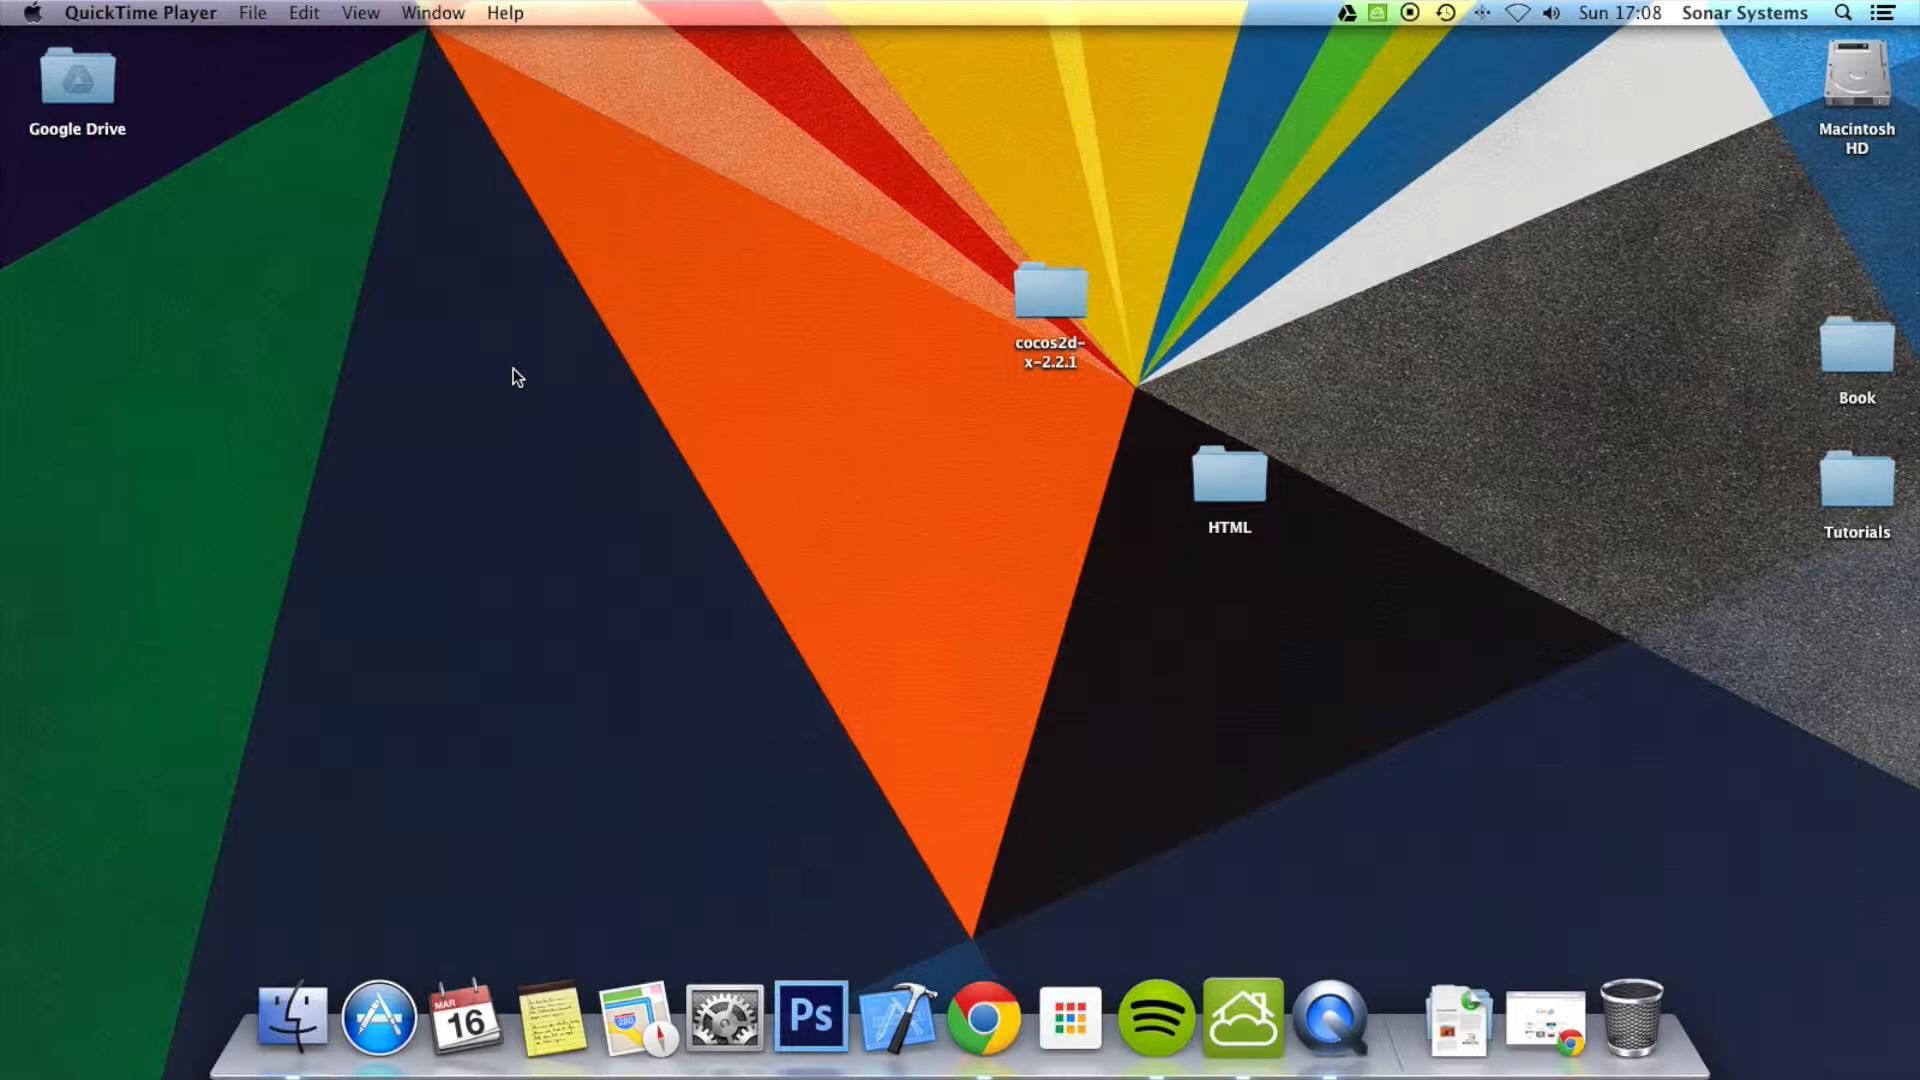 QuickTime Player File Edit View Window Help Sun 17:08 Sonar Systems
Google Drive
Macintosh
HD
cocos2d-
x-2.2.1
Book
HTML
Tutorials
MAR
16
280
Ps